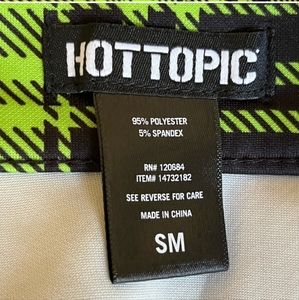 HOTTOPIC
95% POLYESTER
5% SPANDEX
RN# 120684
ITEM# 14732182
SEE REVERSE FOR CARE
MADE IN CHINA
SM